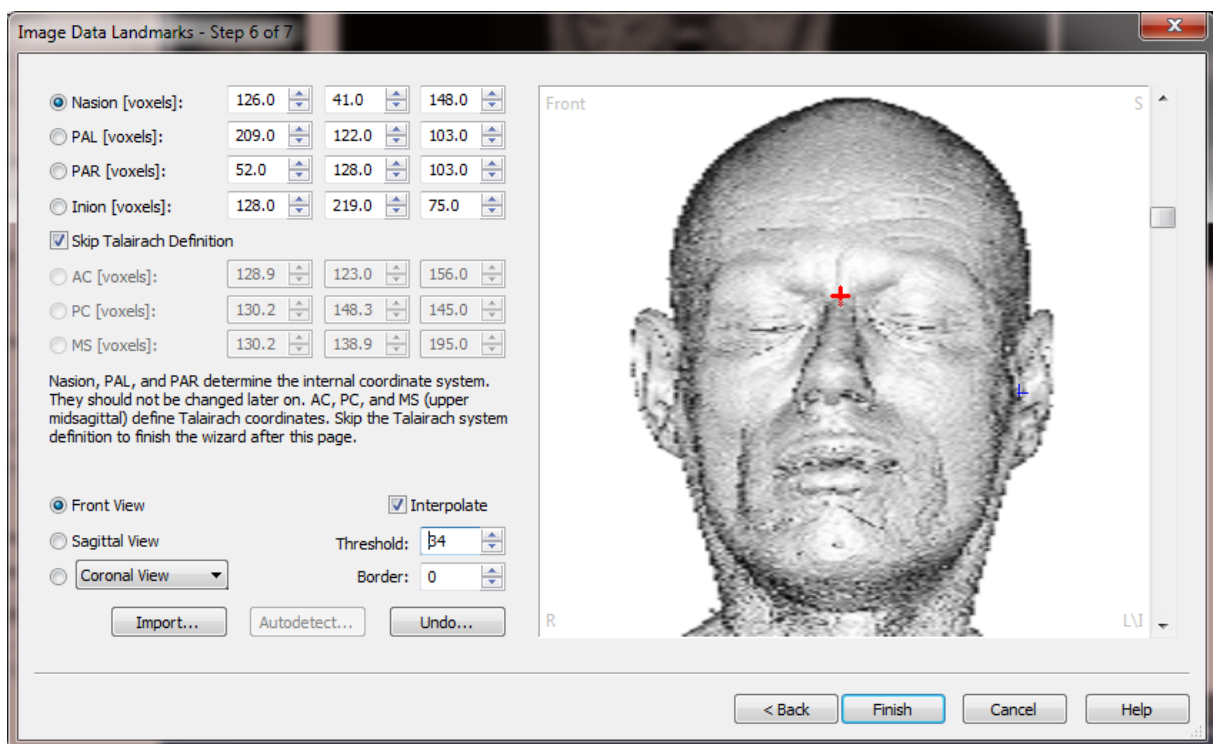 Image Data Landmarks - Step 6 of 7
Nasion [voxels]: 126.0 41.0 148.0
PAL [voxels]: 209.0 122.0 103.0
PAR [voxels]: 52.0 128.0 103.0
Inion [voxels]: 128.0 219.0 75.0
Skip Talairach Definition
AC [voxels]: 128.9 123.0 156.0
PC [voxels]: 130.2 148.3 145.0
MS [voxels]: 130.2 138.9 195.0
Nasion, PAL, and PAR determine the internal coordinate system.
They should not be changed later on. AC, PC, and MS (upper
midsagittal) define Talairach coordinates. Skip the Talairach system
definition to finish the wizard after this page.
Front View Interpolate
Sagittal View Threshold: 34
Coronal View Border: 0
Import... Autodetect... Undo...
Front S
R L\I
< Back Finish Cancel Help